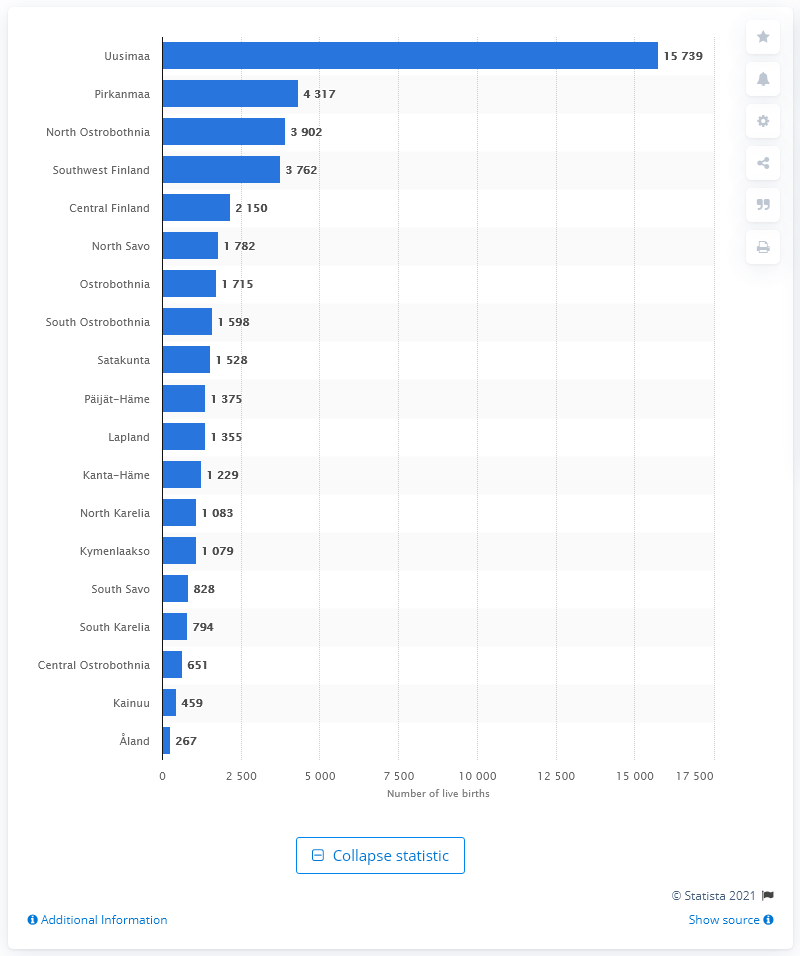 Uusimaa 15 739
Pirkanmaa 4 317
North Ostrobothnia 3 902
Southwest Finland 3 762
Central Finland 2 150
North Savo 1 782
Ostrobothnia 1 715
South Ostrobothnia 1 598
Satakunta 1 528
Päijät-Häme 1 375
Lapland 1 355
Kanta-Häme 1 229
North Karelia 1 083
Kymenlaakso 1 079
South Savo 828
South Karelia 794
Central Ostrobothnia 651
Kainuu 459
Åland 267
0 2 500 5 000 7 500 10 000 12 500 15 000 17 500
Number of live births
Collapse statistic
© Statista 2021
Additional Information Show source